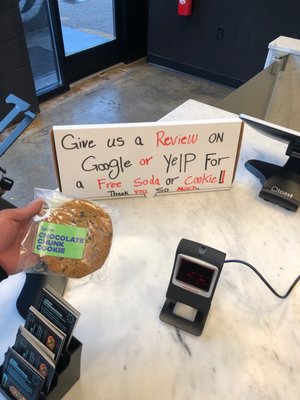 Give us a Review on
Google or Yelp For
a Free Soda or Cookie!!
Thank you so much
CHOCOLATE
CHUNK
COOKIE
toast